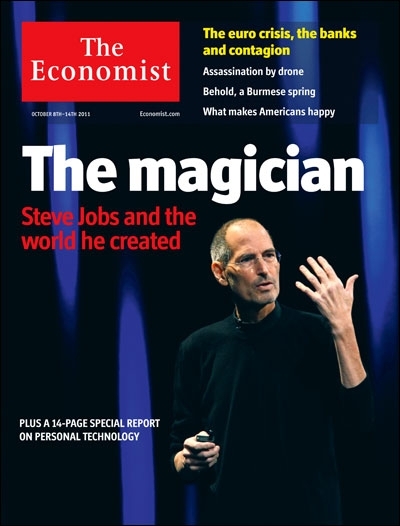 The
Economist
OCTOBER 8TH–14TH 2011
Economist.com
The euro crisis, the banks
and contagion
Assassination by drone
Behold, a Burmese spring
What makes Americans happy
The magician
Steve Jobs and the
world he created
PLUS A 14-PAGE SPECIAL REPORT
ON PERSONAL TECHNOLOGY